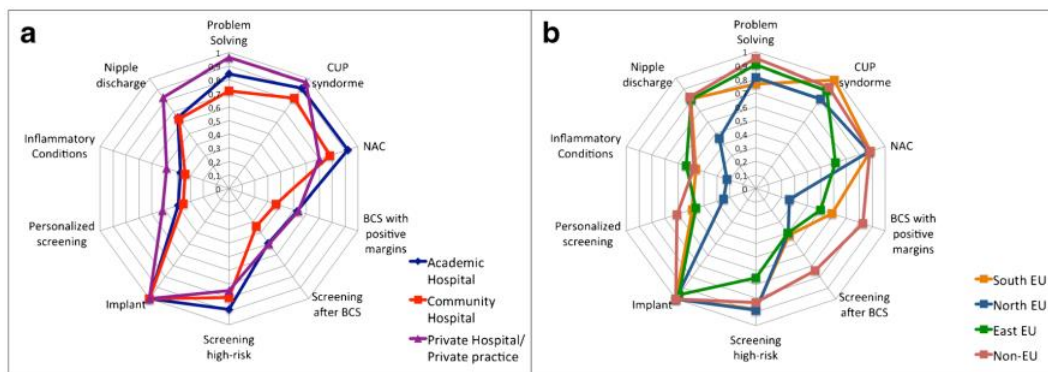 a
Problem
Solving
CUP
syndorme
NAC
BCS with
positive
margins
Screening
after BCS
Screening
high-risk
Implant
Personalized
screening
Inflammatory
Conditions
Nipple
discharge
1
0,9
0,8
0,7
0,6
0,5
0,4
0,3
0,2
0,1
0
Academic
Hospital
Community
Hospital
Private Hospital/
Private practice
b
Problem
Solving
CUP
syndorme
NAC
BCS with
positive
margins
Screening
after BCS
Screening
high-risk
Implant
Personalized
screening
Inflammatory
Conditions
Nipple
discharge
1
0,9
0,8
0,7
0,6
0,5
0,4
0,3
0,2
0,1
0
South EU
North EU
East EU
Non-EU